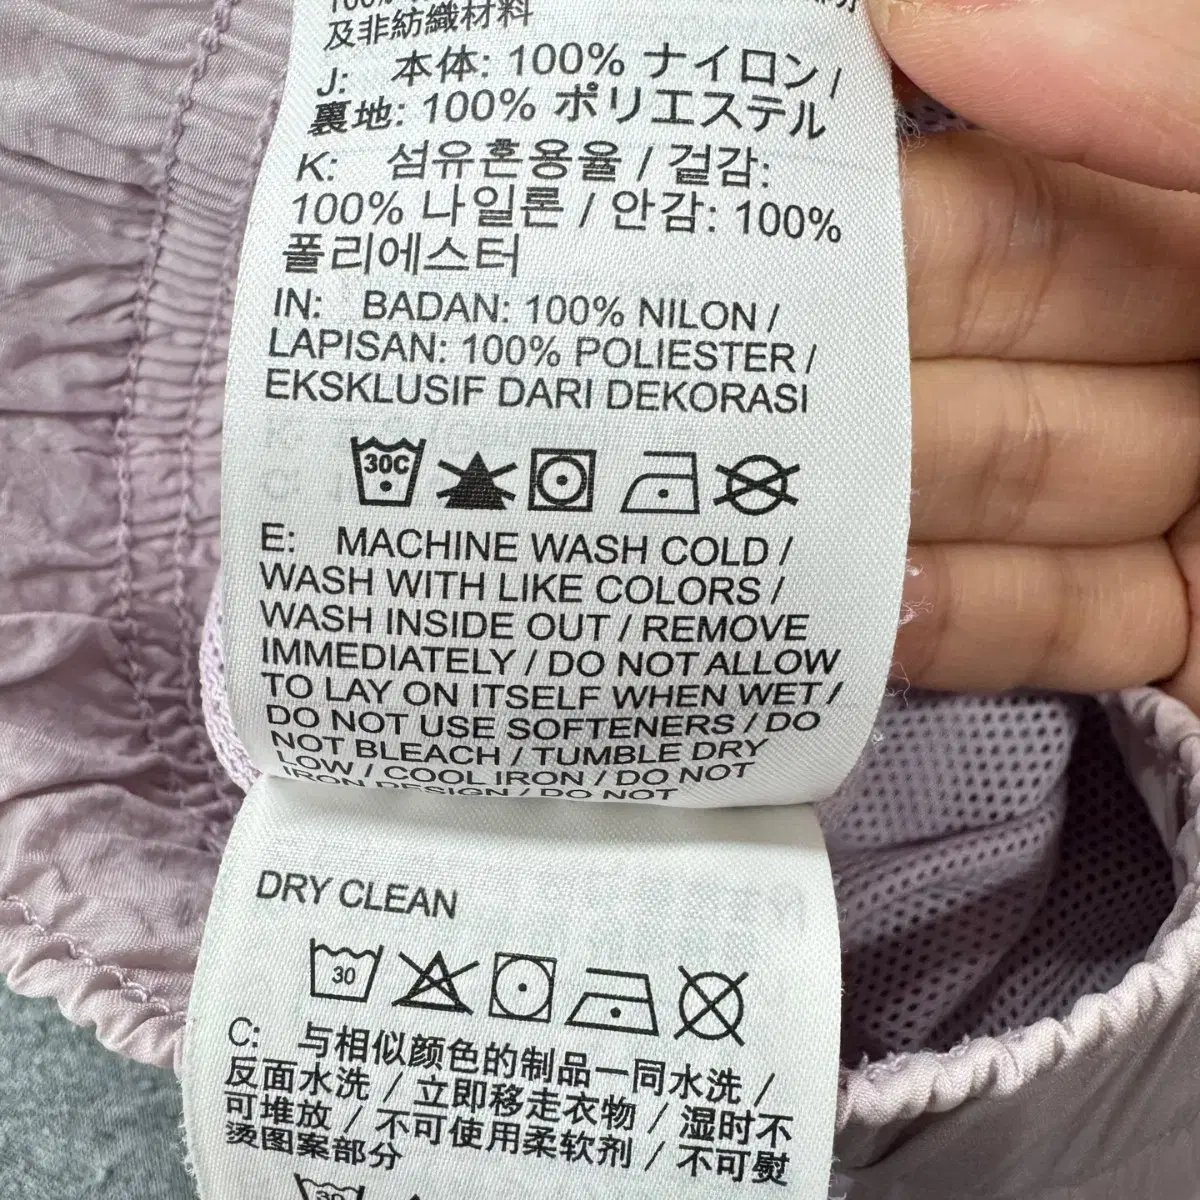 及非紡織材料
J: 本体: 100% ナイロン /
裏地: 100% ポリエステル
K: 섬유혼용율 / 겉감:
100% 나일론 / 안감: 100%
폴리에스터
IN: BADAN: 100% NILON /
LAPISAN: 100% POLIESTER /
EKSKLUSIF DARI DEKORASI
30C
E: MACHINE WASH COLD /
WASH WITH LIKE COLORS /
WASH INSIDE OUT / REMOVE
IMMEDIATELY / DO NOT ALLOW
TO LAY ON ITSELF WHEN WET /
DO NOT USE SOFTENERS / DO
NOT BLEACH / TUMBLE DRY
LOW / COOL IRON / DO NOT
IRON DESIGN / DO NOT
DRY CLEAN
30
C: 与相似颜色的制品一同水洗 /
反面水洗 / 立即移走衣物 / 湿时不
可堆放 / 不可使用柔软剂 / 不可熨
烫图案部分
30